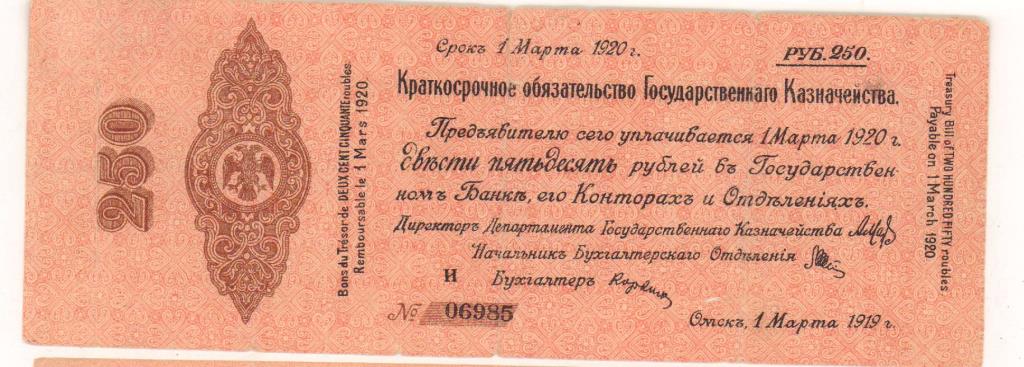 250
Bons du Trésor de DEUX CENT CINQUANTE roubles.
Remboursable le 1 Mars 1920
Срокъ 1 Марта 1920 г.
РУБ. 250.
Краткосрочное обязательство Государственнаго Казначейства.
Предъявителю сего уплачивается 1 Марта 1920 г.
двѣсти пятьдесятъ рублей въ Государствен-
номъ Банкѣ, его Конторахъ и Отдѣленіяхъ.
Директоръ Департамента Государственнаго Казначейства
Начальник Бухгалтерскаго Отдѣленія
И Бухгалтеръ
№ 06985
Омскъ, 1 Марта 1919 г.
Treasury Bill of TWO HUNDRED FIFTY roubles.
Payable on 1 March 1920